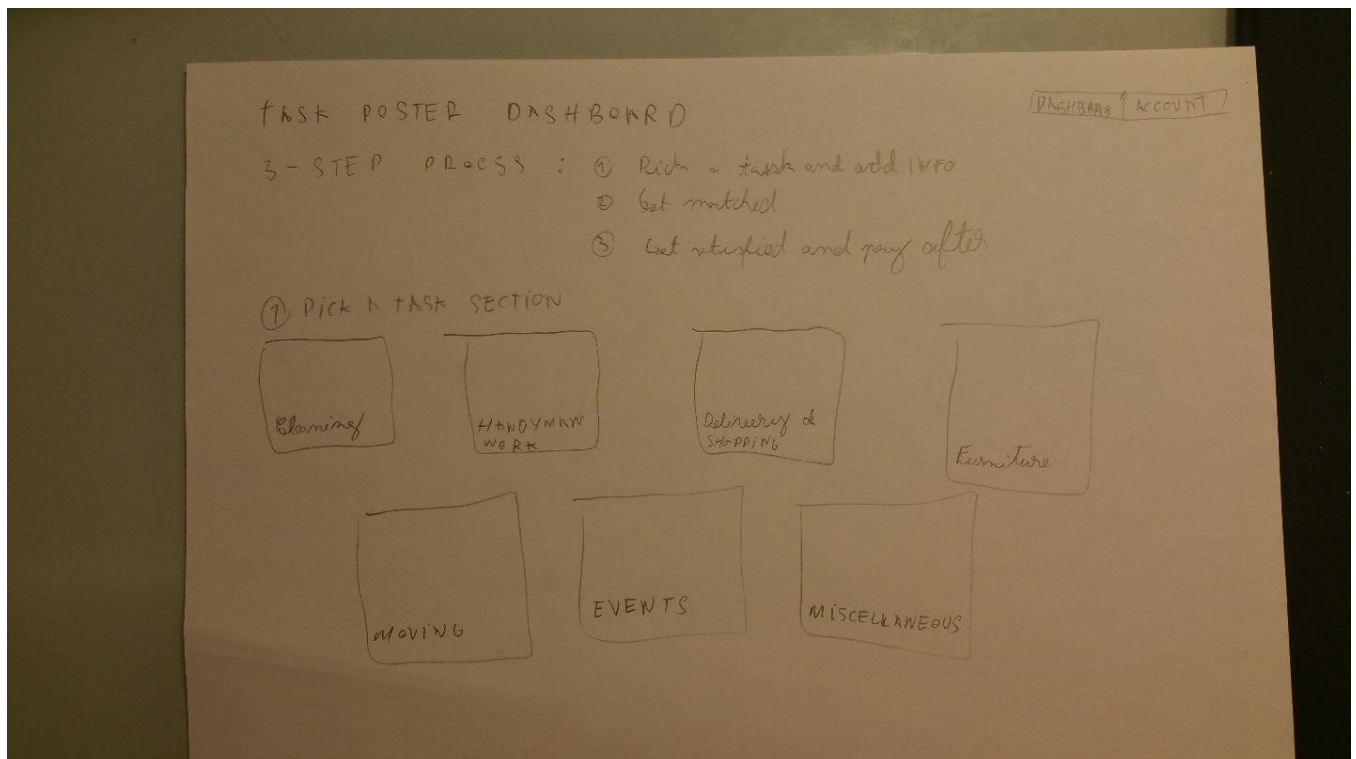 TASK POSTER DASHBOARD
DASHBOARD ACCOUNT
3-STEP PROCESS : ① Pick a task and add INFO
② Get matched
③ Get satisfied and pay after
① PICK A TASK SECTION
Cleaning
HANDYMAN
WORK
Delivery &
SHOPPING
Furniture
MOVING
EVENTS
MISCELLANEOUS